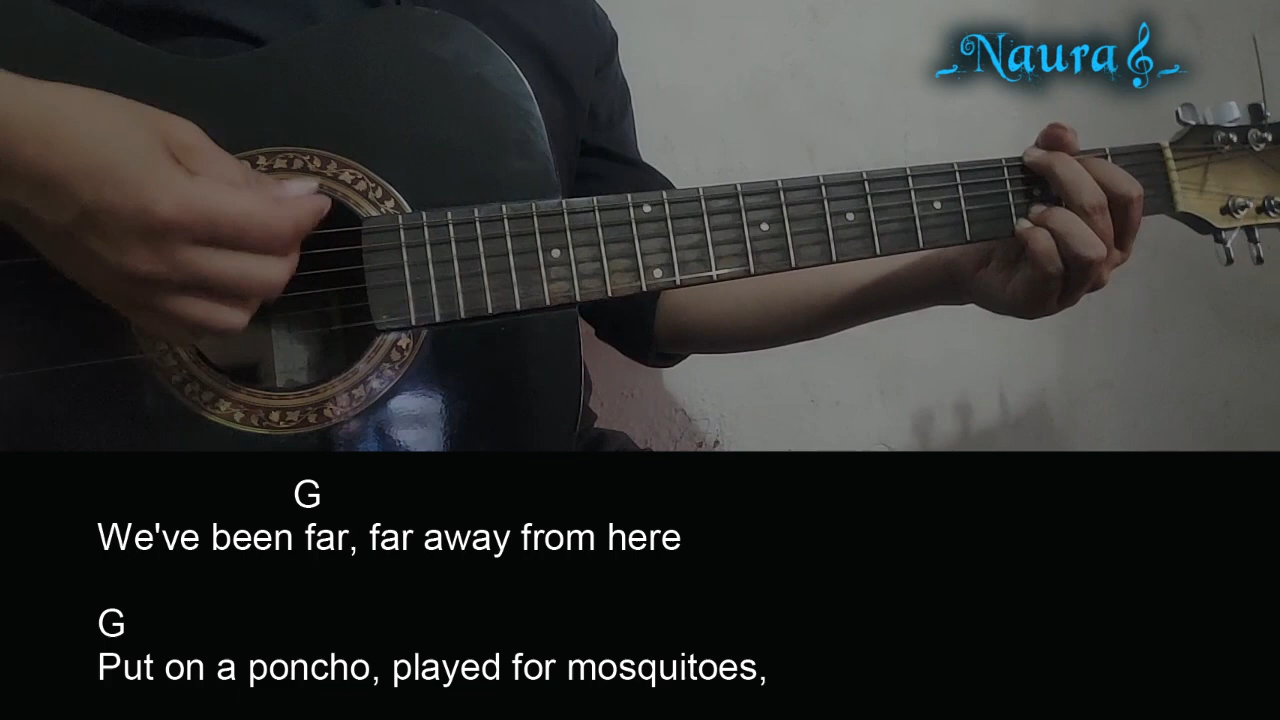 Naura
G
We've been far, far away from here
G
Put on a poncho, played for mosquitoes,